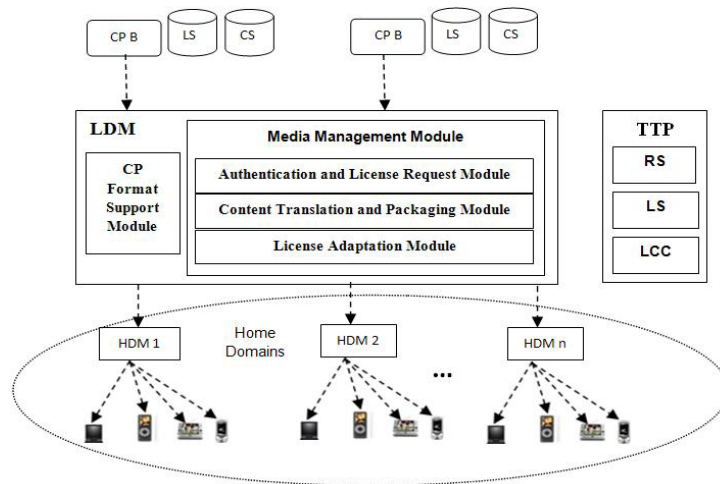 CP B
LS
CS
CP B
LS
CS
LDM
CP
Format
Support
Module
Media Management Module
Authentication and License Request Module
Content Translation and Packaging Module
License Adaptation Module
TTP
RS
LS
LCC
HDM 1
Home
Domains
HDM 2
...
HDM n